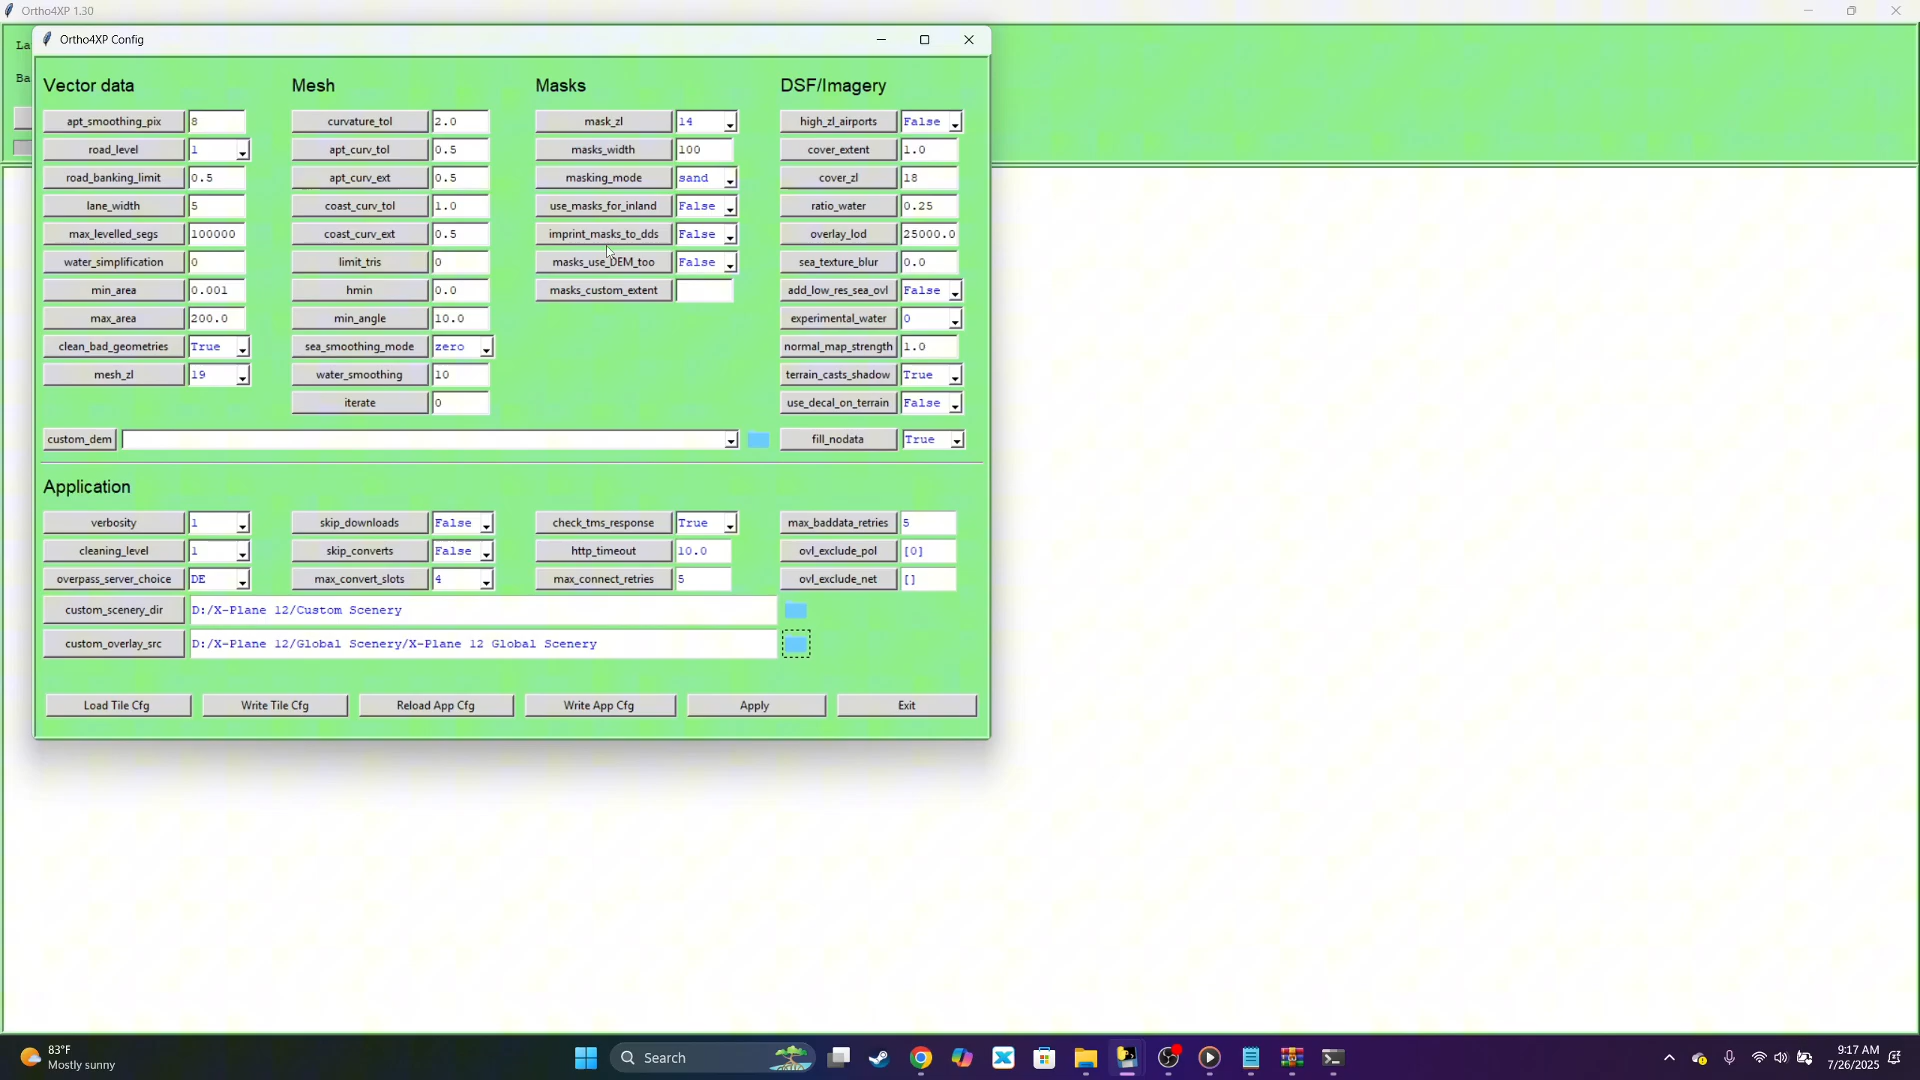 Ortho4XP 1.30
La
Ba
Ortho4XP Config
Vector data
Mesh
Masks
DSF/Imagery
apt_smoothing_pix 8
curvature_tol 2.0
mask_zl 14
high_zl_airports False
road_level 1
apt_curv_tol 0.5
masks_width 100
cover_extent 1.0
road_banking_limit 0.5
apt_curv_ext 0.5
masking_mode sand
cover_zl 18
lane_width 5
coast_curv_tol 1.0
use_masks_for_inland False
ratio_water 0.25
max_levelled_segs 100000
coast_curv_ext 0.5
imprint_masks_to_dds False
overlay_lod 25000.0
water_simplification 0
limit_tris 0
masks_use_DEM_too False
sea_texture_blur 0.0
min_area 0.001
hmin 0.0
masks_custom_extent
add_low_res_sea_ovl False
max_area 200.0
min_angle 10.0
experimental_water 0
clean_bad_geometries True
sea_smoothing_mode zero
normal_map_strength 1.0
mesh_zl 19
water_smoothing 10
terrain_casts_shadow True
iterate 0
use_decal_on_terrain False
custom_dem
fill_nodata True
Application
verbosity 1
skip_downloads False
check_tms_response True
max_baddata_retries 5
cleaning_level 1
skip_converts False
http_timeout 10.0
ovl_exclude_pol [0]
overpass_server_choice DE
max_convert_slots 4
max_connect_retries 5
ovl_exclude_net []
custom_scenery_dir D:/X-Plane 12/Custom Scenery
custom_overlay_src D:/X-Plane 12/Global Scenery/X-Plane 12 Global Scenery
Load Tile Cfg
Write Tile Cfg
Reload App Cfg
Write App Cfg
Apply
Exit
83°F
Mostly sunny
Search
9:17 AM
7/26/2025